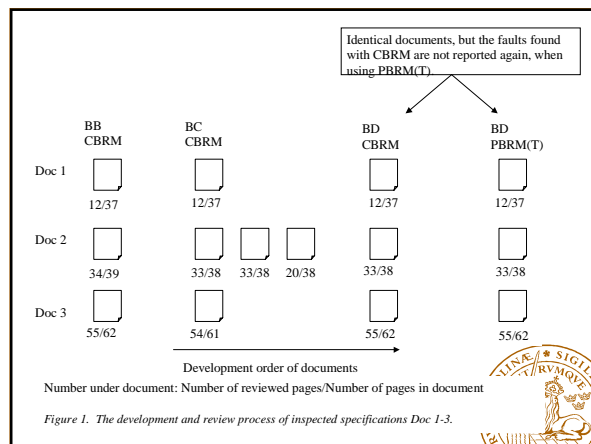 Identical documents, but the faults found
with CBRM are not reported again, when
using PBRM(T).
BB
CBRM
BC
CBRM
BD
CBRM
BD
PBRM(T)
Doc 1
12/37
12/37
12/37
12/37
Doc 2
34/39
33/38
33/38
20/38
33/38
33/38
Doc 3
55/62
54/61
55/62
55/62
Development order of documents
Number under document: Number of reviewed pages/Number of pages in document
Figure 1. The development and review process of inspected specifications Doc 1-3.